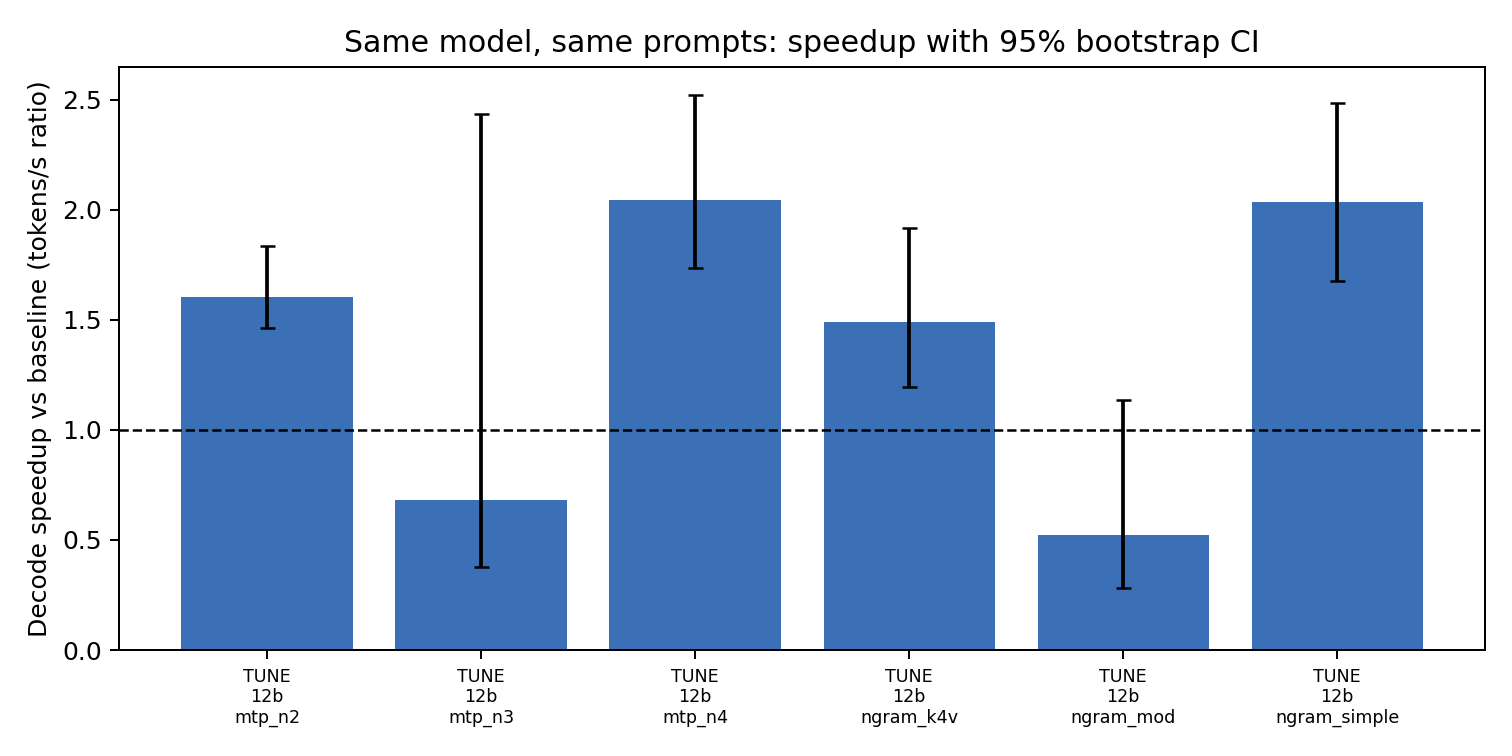 Same model, same prompts: speedup with 95% bootstrap CI
Decode speedup vs baseline (tokens/s ratio)
2.5
2.0
1.5
1.0
0.5
0.0
TUNE
12b
mtp_n2
TUNE
12b
mtp_n3
TUNE
12b
mtp_n4
TUNE
12b
ngram_k4v
TUNE
12b
ngram_mod
TUNE
12b
ngram_simple